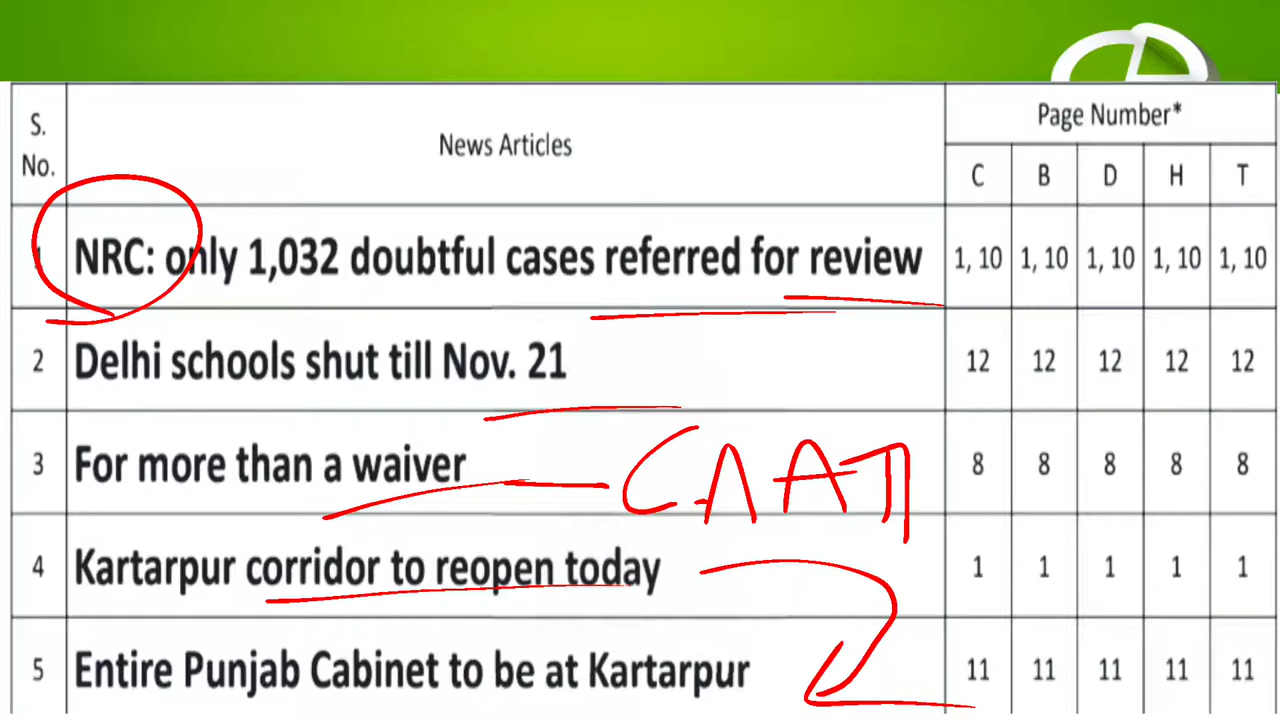 S. No. News Articles Page Number*
C B D H T
NRC: only 1,032 doubtful cases referred for review 1, 10 1, 10 1, 10 1, 10 1, 10
2 Delhi schools shut till Nov. 21 12 12 12 12 12
3 For more than a waiver 8 8 8 8 8
CAAT
4 Kartarpur corridor to reopen today 1 1 1 1 1
5 Entire Punjab Cabinet to be at Kartarpur 11 11 11 11 11